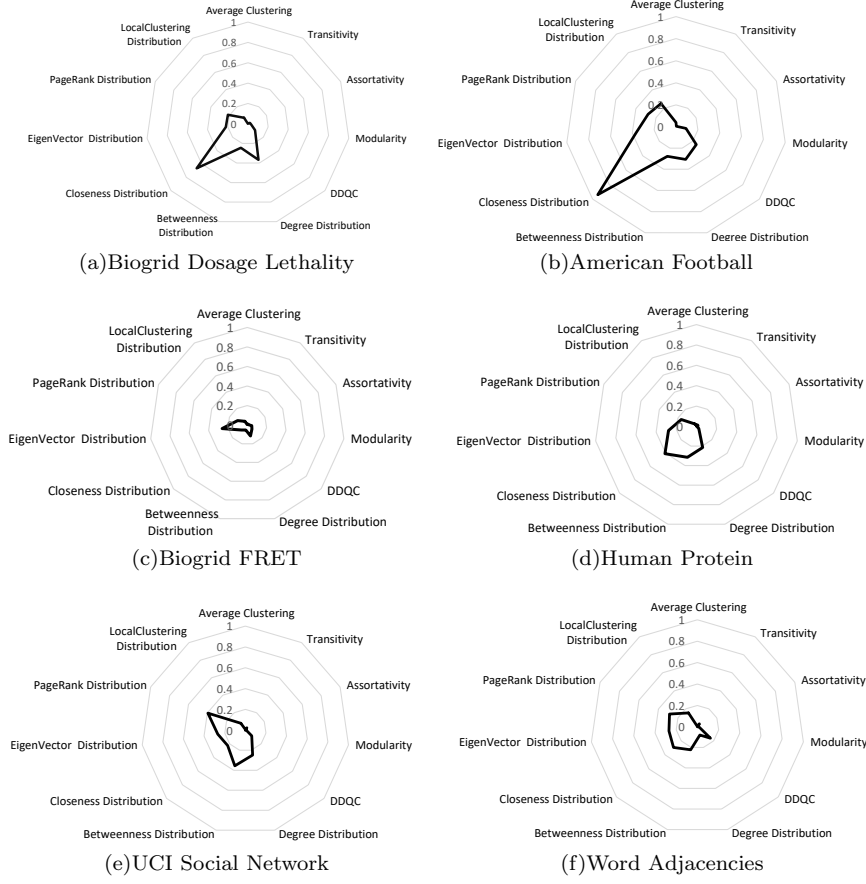 Average Clustering
1
LocalClustering
Distribution
Transitivity
0.8
0.6
PageRank Distribution
Assortativity
0.4
0.2
0
EigenVector Distribution
Modularity
Closeness Distribution
DDQC
Betweenness
Distribution
Degree Distribution
(a)Biogrid Dosage Lethality
Average Clustering
1
LocalClustering
Distribution
Transitivity
0.8
0.6
PageRank Distribution
Assortativity
0.4
0.2
0
EigenVector Distribution
Modularity
Closeness Distribution
DDQC
Betweenness Distribution
Degree Distribution
(b)American Football
Average Clustering
1
LocalClustering
Distribution
Transitivity
0.8
0.6
PageRank Distribution
Assortativity
0.4
0.2
0
EigenVector Distribution
Modularity
Closeness Distribution
DDQC
Betweenness
Distribution
Degree Distribution
(c)Biogrid FRET
Average Clustering
1
LocalClustering
Distribution
Transitivity
0.8
0.6
PageRank Distribution
Assortativity
0.4
0.2
0
EigenVector Distribution
Modularity
Closeness Distribution
DDQC
Betweenness Distribution
Degree Distribution
(d)Human Protein
Average Clustering
1
LocalClustering
Distribution
Transitivity
0.8
0.6
PageRank Distribution
Assortativity
0.4
0.2
0
EigenVector Distribution
Modularity
Closeness Distribution
DDQC
Betweenness Distribution
Degree Distribution
(e)UCI Social Network
Average Clustering
1
LocalClustering
Distribution
Transitivity
0.8
0.6
PageRank Distribution
Assortativity
0.4
0.2
0
EigenVector Distribution
Modularity
Closeness Distribution
DDQC
Betweenness Distribution
Degree Distribution
(f)Word Adjacencies